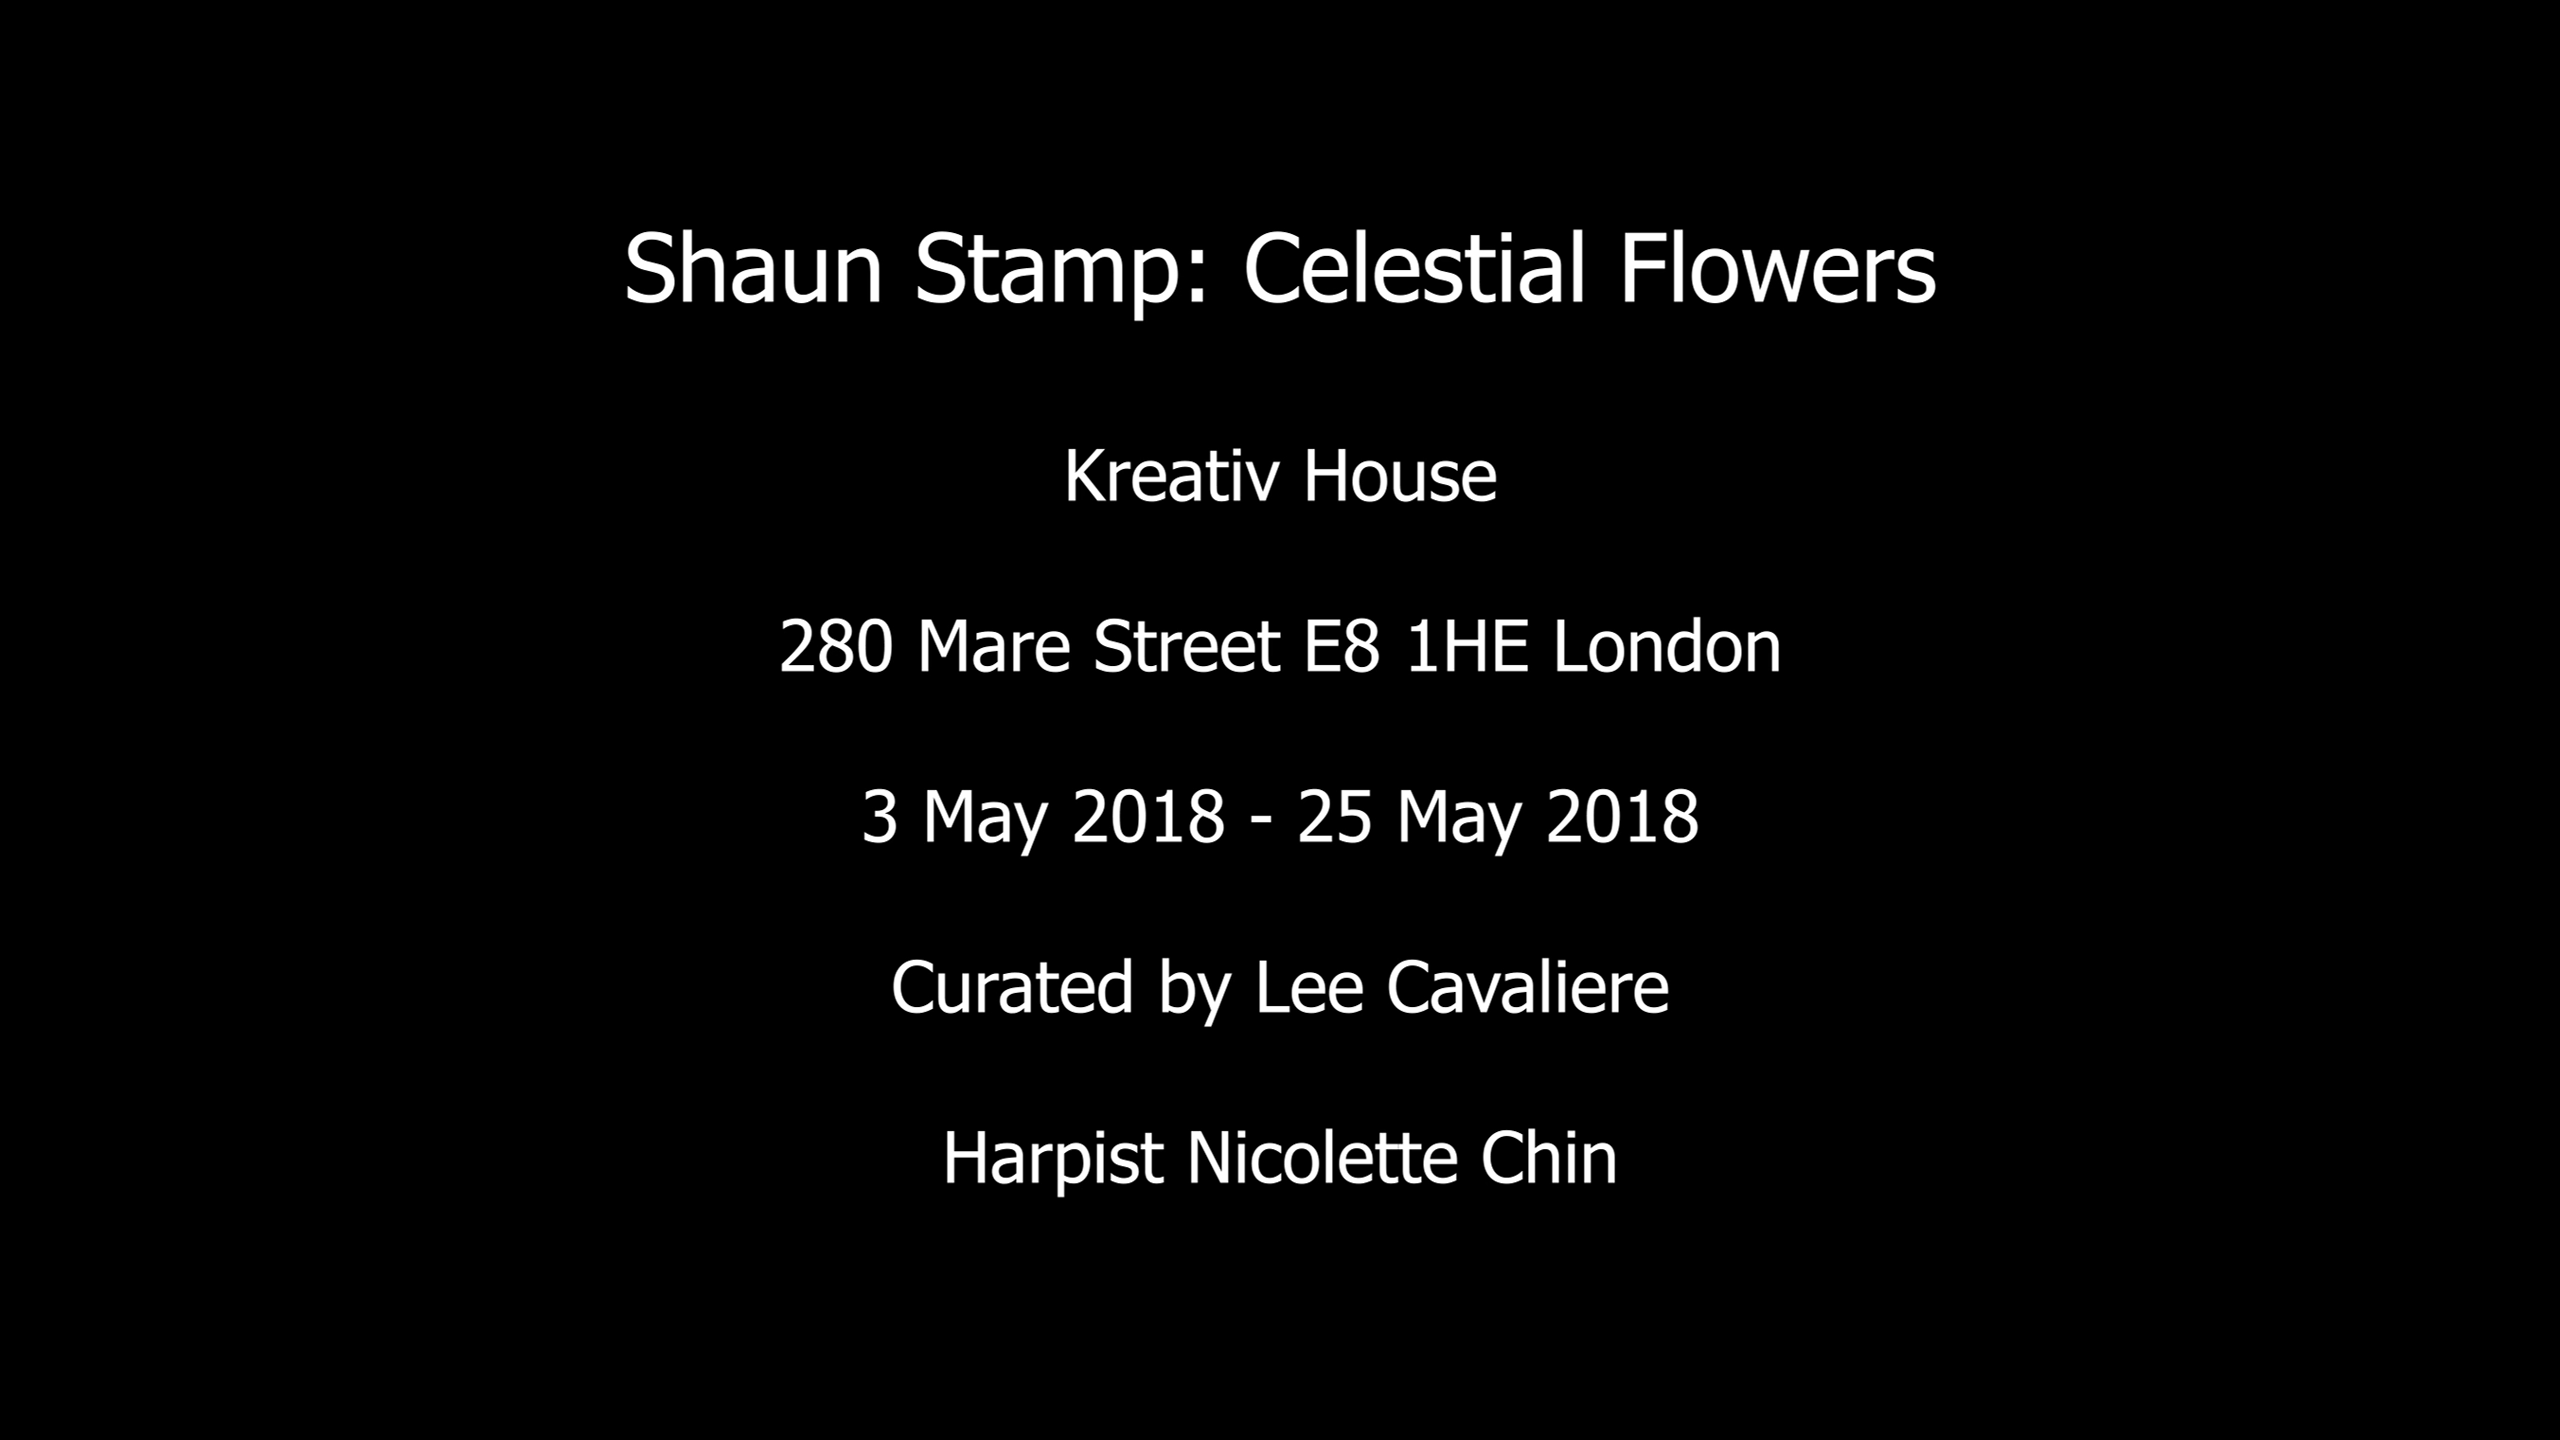 Shaun Stamp: Celestial Flowers
Kreativ House
280 Mare Street E8 1HE London
3 May 2018 - 25 May 2018
Curated by Lee Cavaliere
Harpist Nicolette Chin